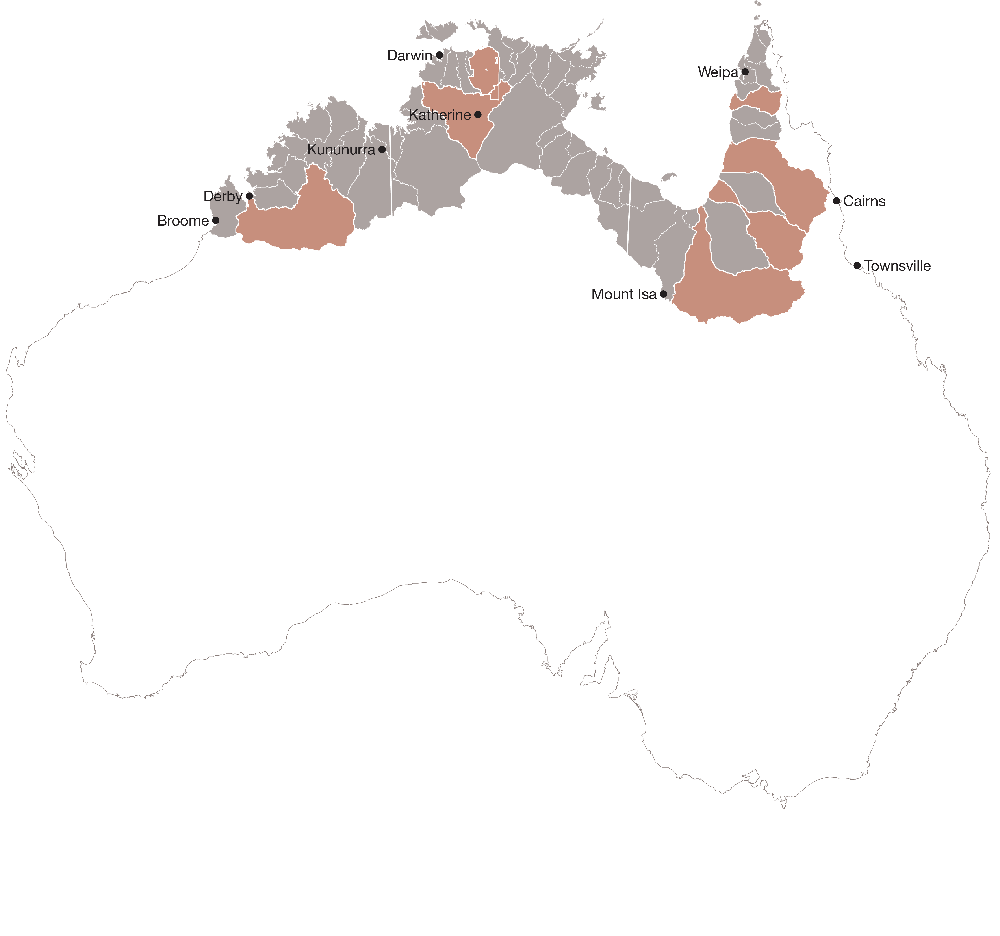 Darwin
Weipa
Katherine
Kununurra
Derby
Cairns
Broome
Townsville
Mount Isa